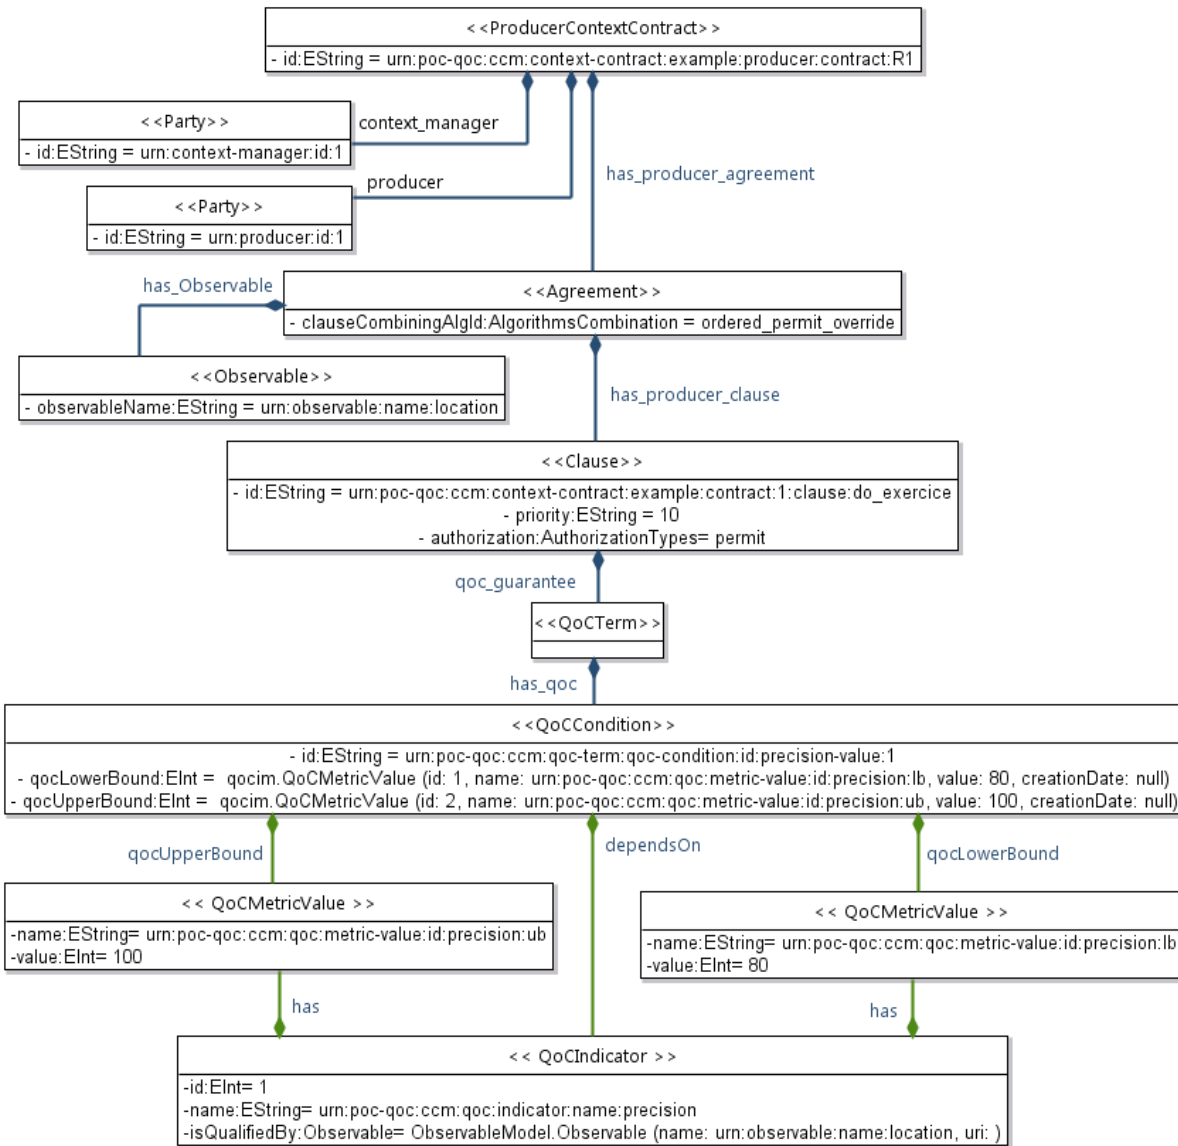 <<ProducerContextContract>>
- id:EString = urn:poc-qoc:ccm:context-contract:example:producer:contract:R1
<<Party>>
- id:EString = urn:context-manager:id:1
context_manager
producer
<<Party>>
- id:EString = urn:producer:id:1
has_producer_agreement
has_Observable
<<Agreement>>
- clauseCombiningAlgId:AlgorithmsCombination = ordered_permit_override
<<Observable>>
- observableName:EString = urn:observable:name:location
has_producer_clause
<<Clause>>
- id:EString = urn:poc-qoc:ccm:context-contract:example:contract:1:clause:do_exercice
- priority:EString = 10
- authorization:AuthorizationTypes= permit
qoc_guarantee
<<QoCTerm>>
has_qoc
<<QoCCondition>>
- id:EString = urn:poc-qoc:ccm:qoc-term:qoc-condition:id:precision-value:1
- qocLowerBound:EInt = qocim.QoCMetricValue (id: 1, name: urn:poc-qoc:ccm:qoc:metric-value:id:precision:lb, value: 80, creationDate: null)
- qocUpperBound:EInt = qocim.QoCMetricValue (id: 2, name: urn:poc-qoc:ccm:qoc:metric-value:id:precision:ub, value: 100, creationDate: null)
qocUpperBound
dependsOn
qocLowerBound
<< QoCMetricValue >>
-name:EString= urn:poc-qoc:ccm:qoc:metric-value:id:precision:ub
-value:EInt= 100
<< QoCMetricValue >>
-name:EString= urn:poc-qoc:ccm:qoc:metric-value:id:precision:lb
-value:EInt= 80
has
has
<< QoCIndicator >>
-id:EInt= 1
-name:EString= urn:poc-qoc:ccm:qoc:indicator:name:precision
-isQualifiedBy:Observable= ObservableModel.Observable (name: urn:observable:name:location, uri: )